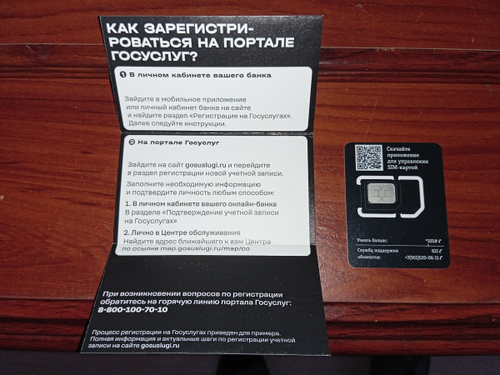 КАК ЗАРЕГИСТРИ-
РОВАТЬСЯ НА ПОРТАЛЕ
ГОСУСЛУГ?
1 В личном кабинете вашего банка
Зайдите в мобильное приложение
или личный кабинет банка на сайте
и найдите раздел «Регистрация на Госуслугах».
Далее следуйте инструкции.
2 На портале Госуслуг
Зайдите на сайт gosuslugi.ru и перейдите
в раздел регистрации новой учетной записи.
Заполните необходимую информацию
и подтвердите личность любым способом:
1. В личном кабинете вашего онлайн-банка
В разделе «Подтверждение учетной записи
на Госуслугах»
2. Лично в Центре обслуживания
Найдите адрес ближайшего к вам Центра
по ссылке map.gosuslugi.ru/map/co
При возникновении вопросов по регистрации
обратитесь на горячую линию портала Госуслуг:
8-800-100-70-10
Процесс регистрации на Госуслугах приведен для примера.
Полная информация и актуальные шаги по регистрации учетной
записи на сайте gosuslugi.ru
Скачайте
приложение
для управления
SIM-картой
Узнать баланс:
Служба поддержки
абонентов: